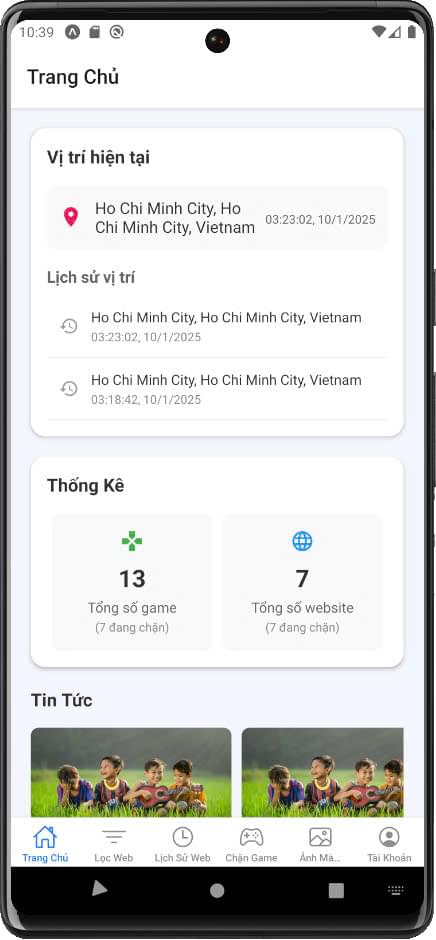 10:39
Trang Chủ
Vị trí hiện tại
Ho Chi Minh City, Ho
Chi Minh City, Vietnam
03:23:02, 10/1/2025
Lịch sử vị trí
Ho Chi Minh City, Ho Chi Minh City, Vietnam
03:23:02, 10/1/2025
Ho Chi Minh City, Ho Chi Minh City, Vietnam
03:18:42, 10/1/2025
Thống Kê
13
Tổng số game
(7 đang chặn)
7
Tổng số website
(7 đang chặn)
Tin Tức
Trang Chủ
Lọc Web
Lịch Sử Web
Chặn Game
Ảnh Mà...
Tài Khoản